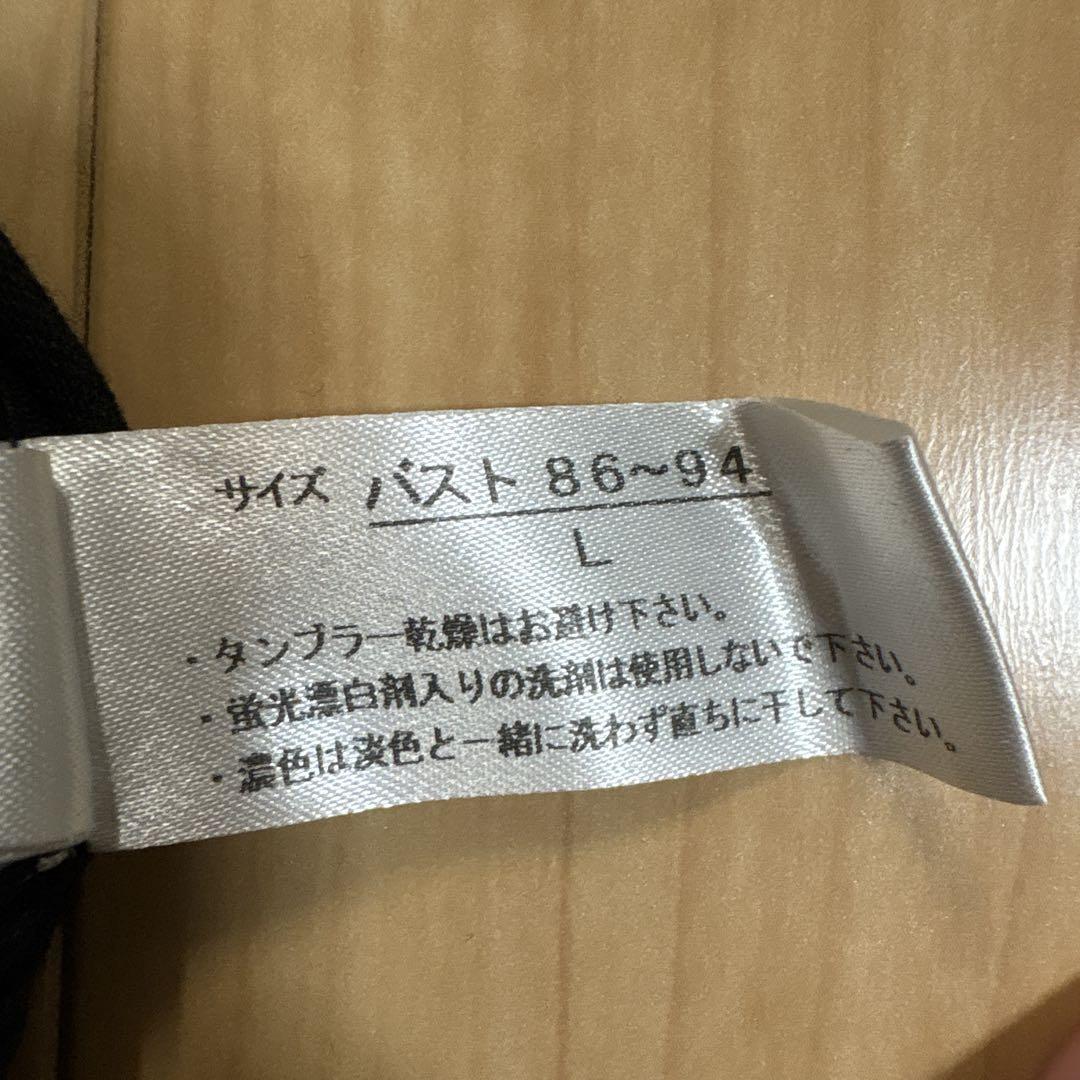 サイズ バスト 86〜94
L
・タンブラー乾燥はお避け下さい。
・蛍光漂白剤入りの洗剤は使用しないで下さい。
・濃色は淡色と一緒に洗わず直ちに干して下さい。